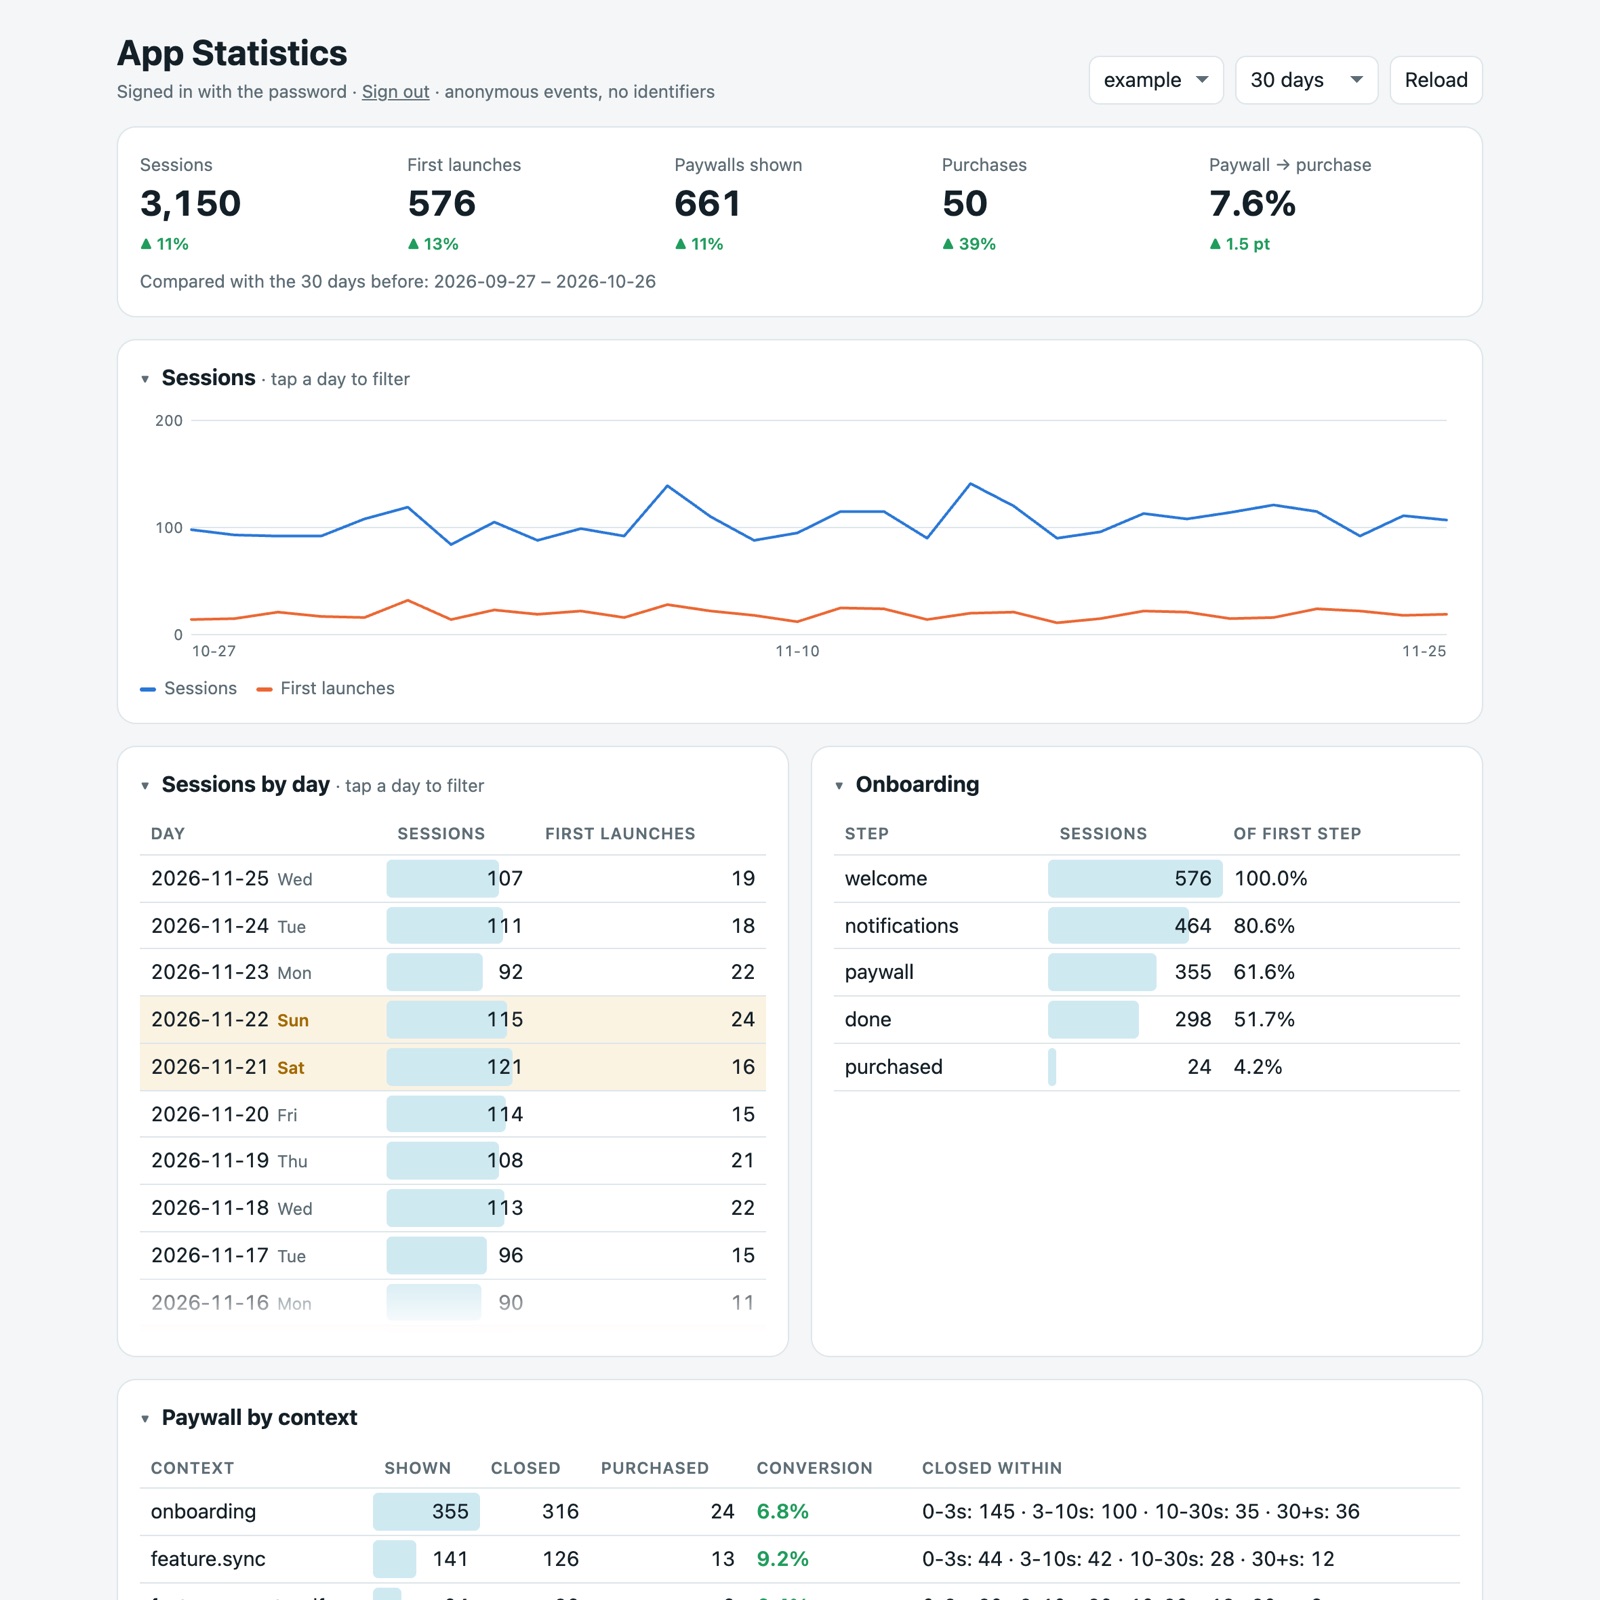 App Statistics
Signed in with the password · Sign out · anonymous events, no identifiers
example
30 days
Reload
Sessions
3,150
▲ 11%
First launches
576
▲ 13%
Paywalls shown
661
▲ 11%
Purchases
50
▲ 39%
Paywall → purchase
7.6%
▲ 1.5 pt
Compared with the 30 days before: 2026-09-27 – 2026-10-26
▼ Sessions · tap a day to filter
200
100
0
10-27 11-10 11-25
Sessions First launches
▼ Sessions by day · tap a day to filter
DAY SESSIONS FIRST LAUNCHES
2026-11-25 Wed 107 19
2026-11-24 Tue 111 18
2026-11-23 Mon 92 22
2026-11-22 Sun 115 24
2026-11-21 Sat 121 16
2026-11-20 Fri 114 15
2026-11-19 Thu 108 21
2026-11-18 Wed 113 22
2026-11-17 Tue 96 15
2026-11-16 Mon 90 11
▼ Onboarding
STEP SESSIONS OF FIRST STEP
welcome 576 100.0%
notifications 464 80.6%
paywall 355 61.6%
done 298 51.7%
purchased 24 4.2%
▼ Paywall by context
CONTEXT SHOWN CLOSED PURCHASED CONVERSION CLOSED WITHIN
onboarding 355 316 24 6.8% 0-3s: 145 · 3-10s: 100 · 10-30s: 35 · 30+s: 36
feature.sync 141 126 13 9.2% 0-3s: 44 · 3-10s: 42 · 10-30s: 28 · 30+s: 12